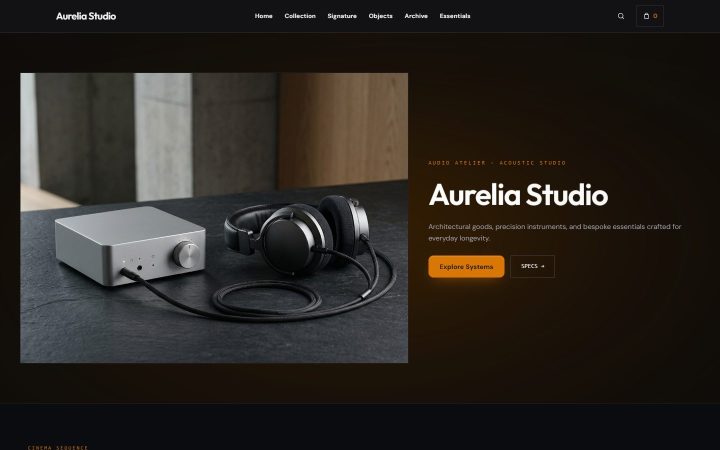 Aurelia Studio
Home Collection Signature Objects Archive Essentials
0
AUDIO ATELIER · ACOUSTIC STUDIO
Aurelia Studio
Architectural goods, precision instruments, and bespoke essentials crafted for
everyday longevity.
Explore Systems
SPECS →
CINEMA SEQUENCE